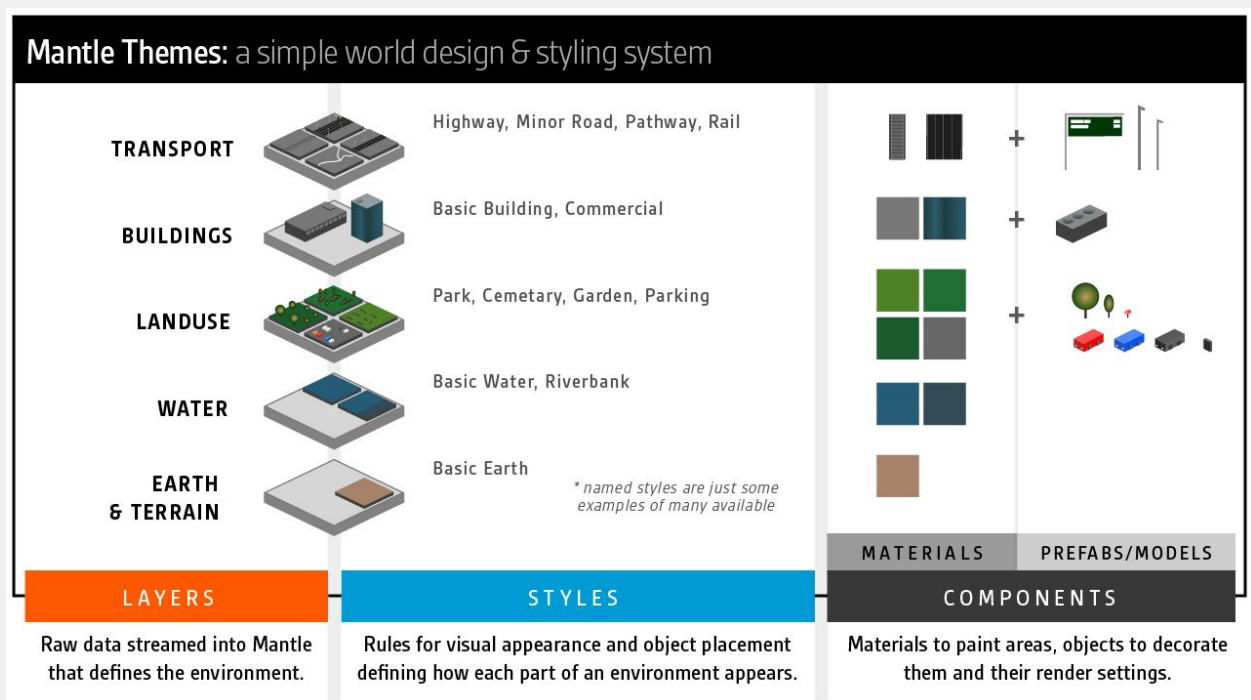 Mantle Themes: a simple world design & styling system
TRANSPORT
Highway, Minor Road, Pathway, Rail
BUILDINGS
Basic Building, Commercial
LANDUSE
Park, Cemetary, Garden, Parking
WATER
Basic Water, Riverbank
EARTH
& TERRAIN
Basic Earth
* named styles are just some
examples of many available
+
+
+
MATERIALS
PREFABS/MODELS
LAYERS
STYLES
COMPONENTS
Raw data streamed into Mantle
that defines the environment.
Rules for visual appearance and object placement
defining how each part of an environment appears.
Materials to paint areas, objects to decorate
them and their render settings.